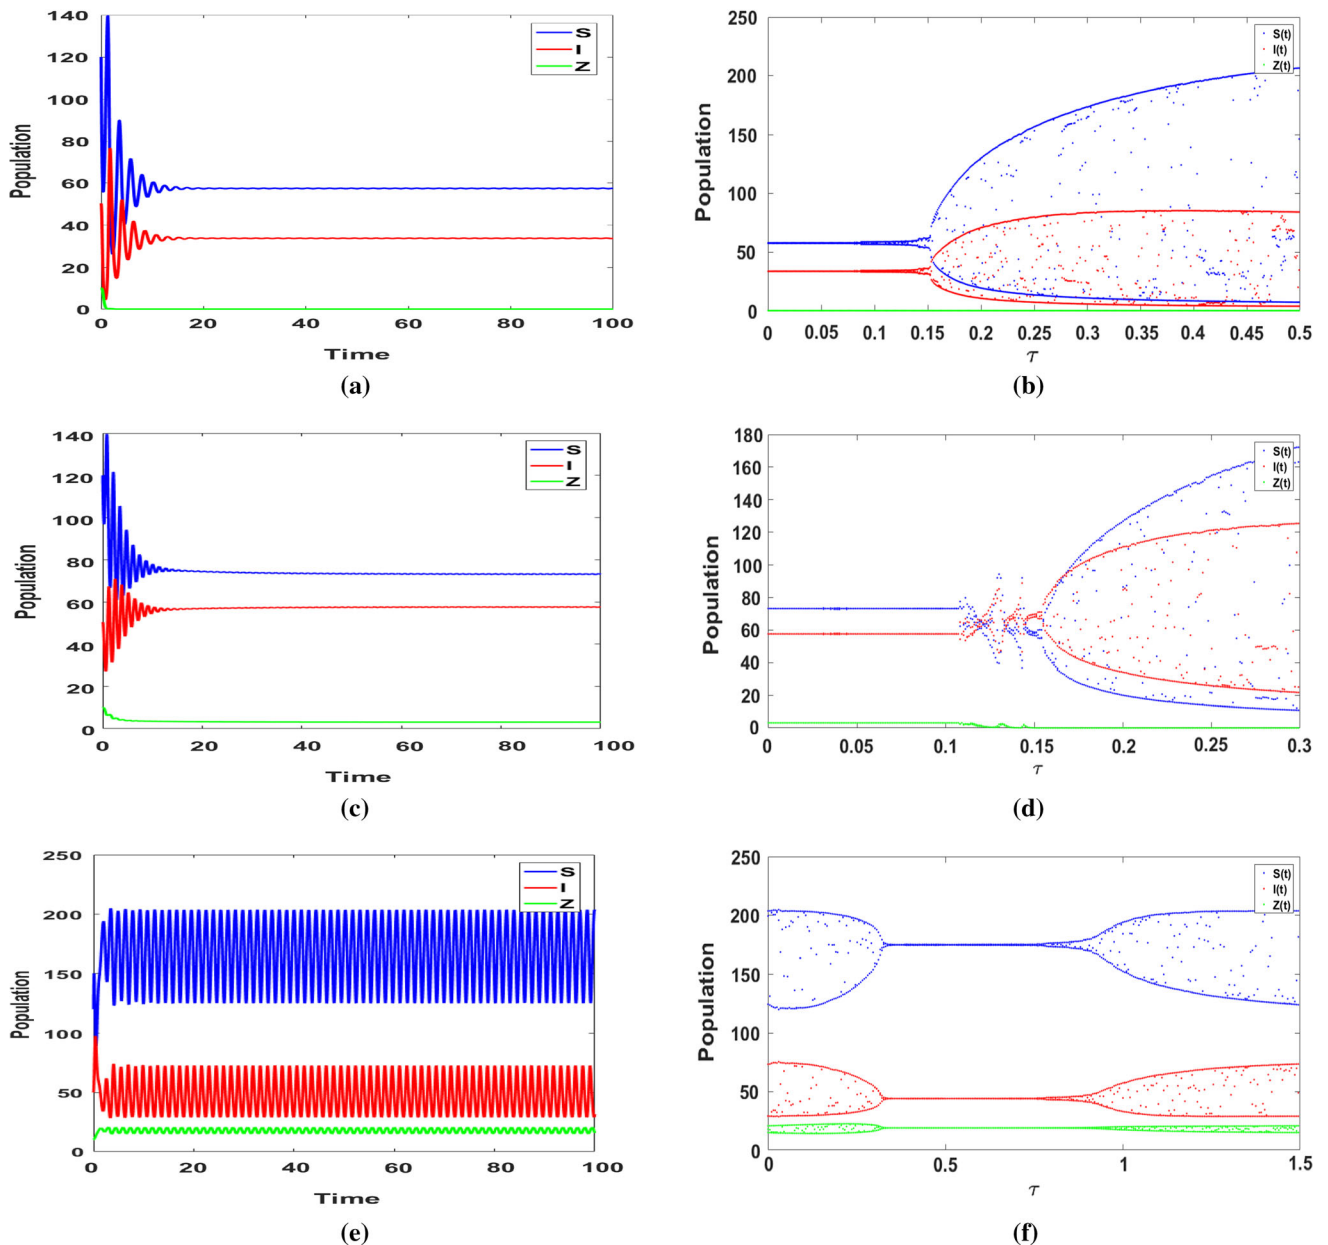 140
120
100
80
60
40
20
0
Population
S
I
Z
0 20 40 60 80 100
Time
(a)
250
200
150
100
50
0
Population
S(t)
I(t)
Z(t)
0 0.05 0.1 0.15 0.2 0.25 0.3 0.35 0.4 0.45 0.5
τ
(b)
140
120
100
80
60
40
20
0
Population
S
I
Z
0 20 40 60 80 100
Time
(c)
180
160
140
120
100
80
60
40
20
0
Population
S(t)
I(t)
Z(t)
0 0.05 0.1 0.15 0.2 0.25 0.3
τ
(d)
250
200
150
100
50
0
Population
S
I
Z
0 20 40 60 80 100
Time
(e)
250
200
150
100
50
0
Population
S(t)
I(t)
Z(t)
0 0.5 1 1.5
τ
(f)